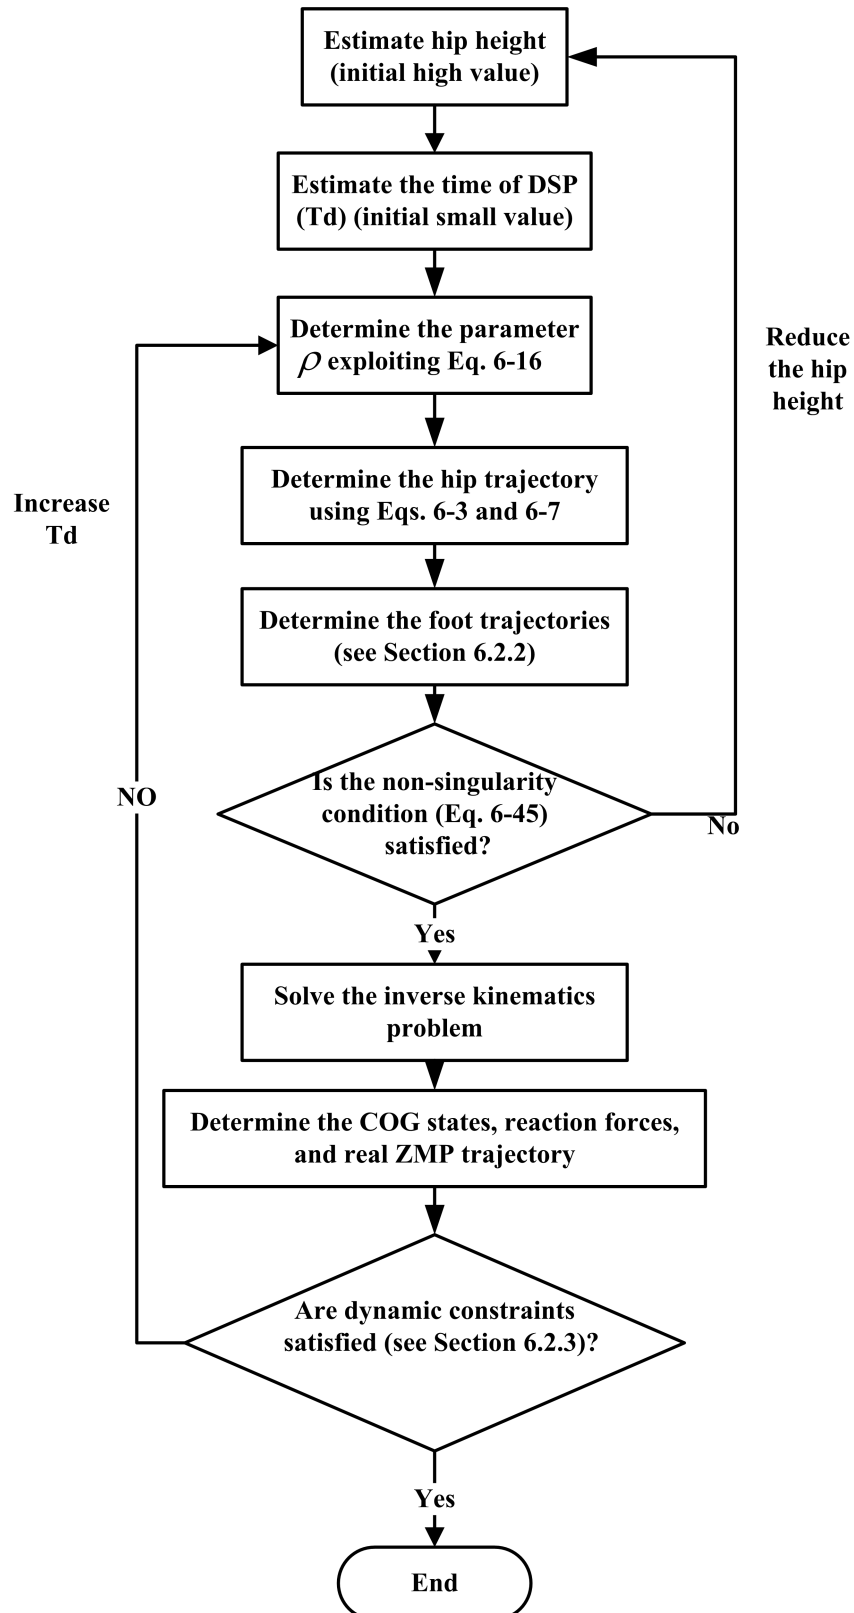 Estimate hip height
(initial high value)
Estimate the time of DSP
(Td) (initial small value)
Determine the parameter
ρ exploiting Eq. 6-16
Reduce
the hip
height
Determine the hip trajectory
using Eqs. 6-3 and 6-7
Increase
Td
Determine the foot trajectories
(see Section 6.2.2)
Is the non-singularity
condition (Eq. 6-45)
satisfied?
NO
No
Yes
Solve the inverse kinematics
problem
Determine the COG states, reaction forces,
and real ZMP trajectory
Are dynamic constraints
satisfied (see Section 6.2.3)?
Yes
End